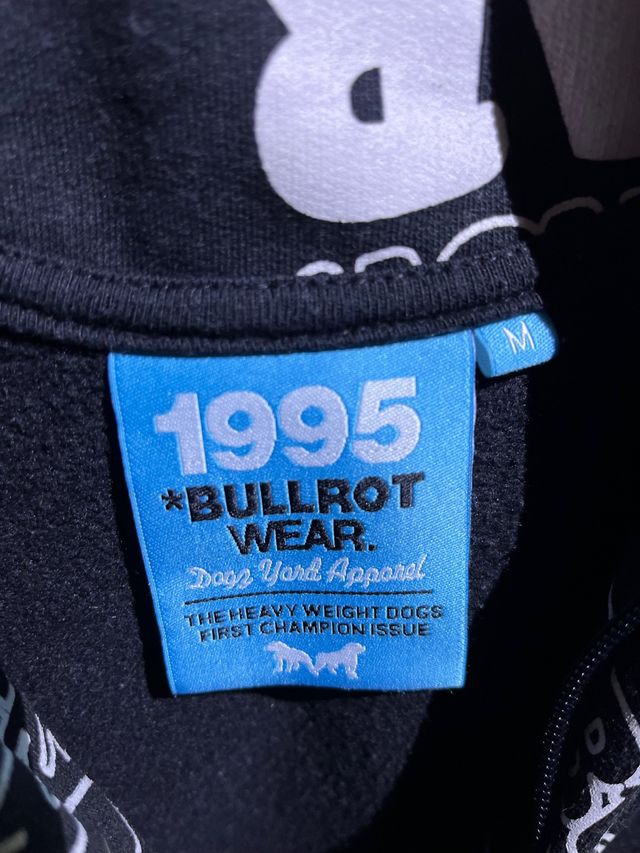 M
1995
*BULLROT
WEAR.
Dogz Yard Apparel
THE HEAVY WEIGHT DOGS
FIRST CHAMPION ISSUE